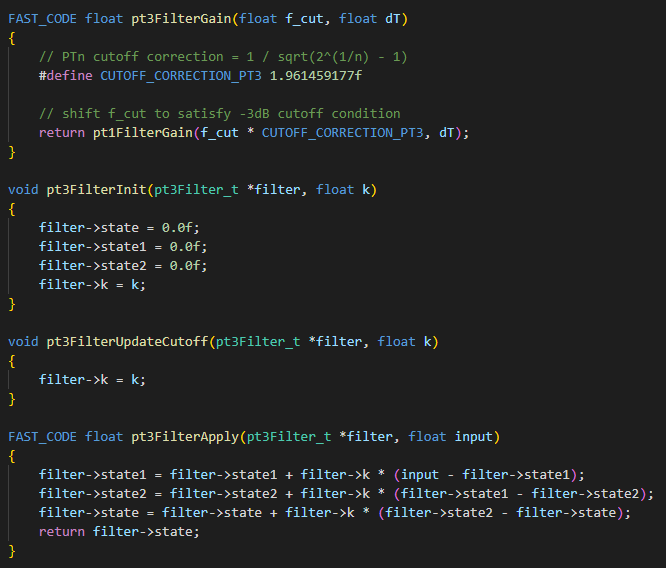 FAST_CODE float pt3FilterGain(float f_cut, float dT)
{
    // PTn cutoff correction = 1 / sqrt(2^(1/n) - 1)
    #define CUTOFF_CORRECTION_PT3 1.961459177f

    // shift f_cut to satisfy -3dB cutoff condition
    return pt1FilterGain(f_cut * CUTOFF_CORRECTION_PT3, dT);
}

void pt3FilterInit(pt3Filter_t *filter, float k)
{
    filter->state = 0.0f;
    filter->state1 = 0.0f;
    filter->state2 = 0.0f;
    filter->k = k;
}

void pt3FilterUpdateCutoff(pt3Filter_t *filter, float k)
{
    filter->k = k;
}

FAST_CODE float pt3FilterApply(pt3Filter_t *filter, float input)
{
    filter->state1 = filter->state1 + filter->k * (input - filter->state1);
    filter->state2 = filter->state2 + filter->k * (filter->state1 - filter->state2);
    filter->state = filter->state + filter->k * (filter->state2 - filter->state);
    return filter->state;
}